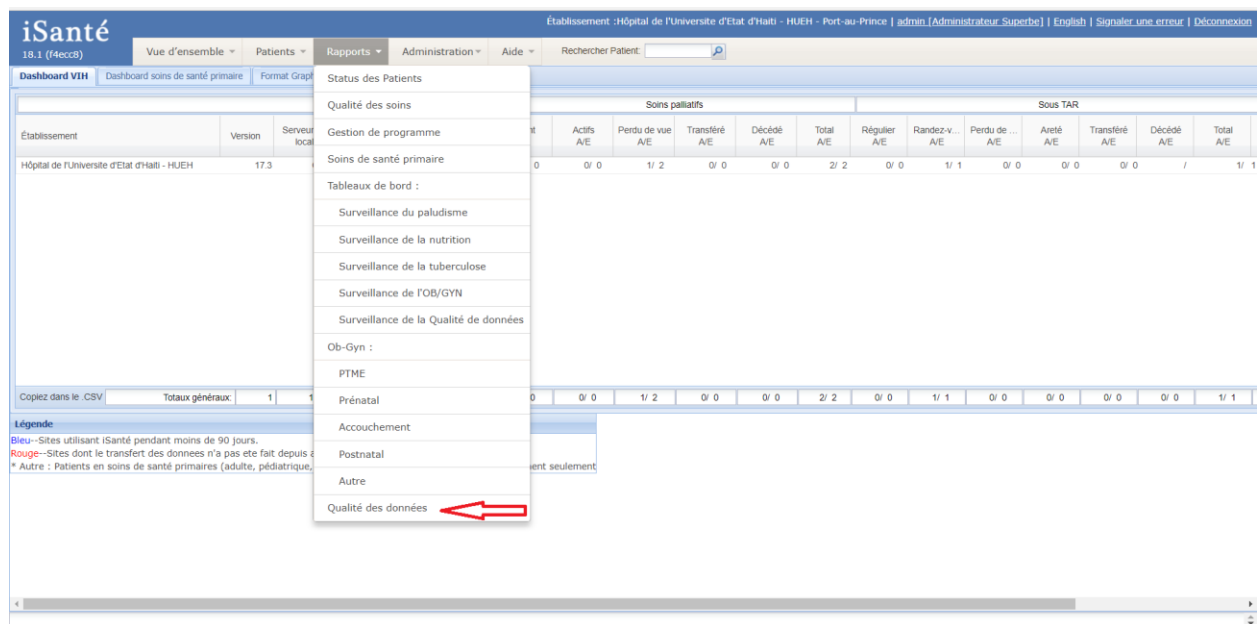 iSanté
18.1 (f4ecc8)
Établissement :Hôpital de l'Universite d'Etat d'Haiti - HUEH - Port-au-Prince | admin [Administrateur Superbe] | English | Signaler une erreur | Déconnexion
Vue d'ensemble Patients Rapports Administration Aide Rechercher Patient:
Dashboard VIH Dashboard soins de santé primaire Format Graph
Status des Patients
Qualité des soins
Gestion de programme
Soins de santé primaire
Tableaux de bord :
Surveillance du paludisme
Surveillance de la nutrition
Surveillance de la tuberculose
Surveillance de l'OB/GYN
Surveillance de la Qualité de données
Ob-Gyn :
PTME
Prénatal
Accouchement
Postnatal
Autre
Qualité des données
Soins palliatifs Sous TAR
Établissement Version Serveur local Actifs A/E Perdu de vue A/E Transféré A/E Décédé A/E Total A/E Régulier A/E Randez-v... A/E Perdu de ... A/E Areté A/E Transféré A/E Décédé A/E Total A/E
Hôpital de l'Universite d'Etat d'Haiti - HUEH 17.3 0 0/ 0 1/ 2 0/ 0 0/ 0 2/ 2 0/ 0 1/ 1 0/ 0 0/ 0 0/ 0 / 1/ 1
Copiez dans le .CSV Totaux généraux: 1 1 0 0/ 0 1/ 2 0/ 0 0/ 0 2/ 2 0/ 0 1/ 1 0/ 0 0/ 0 0/ 0 0/ 0 1/ 1
Légende
Bleu--Sites utilisant iSanté pendant moins de 90 jours.
Rouge--Sites dont le transfert des donnees n'a pas ete fait depuis
* Autre : Patients en soins de santé primaires (adulte, pédiatrique, ent seulement